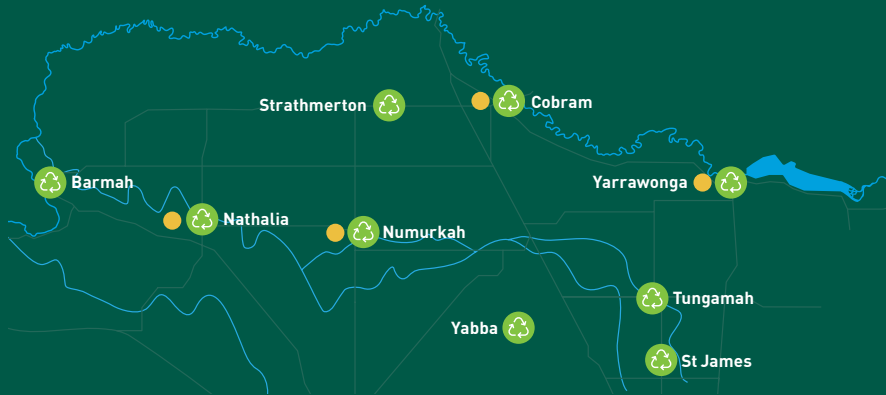 Strathmerton
Cobram
Barmah
Yarrawonga
Nathalia
Numurkah
Tungamah
Yabba
St James